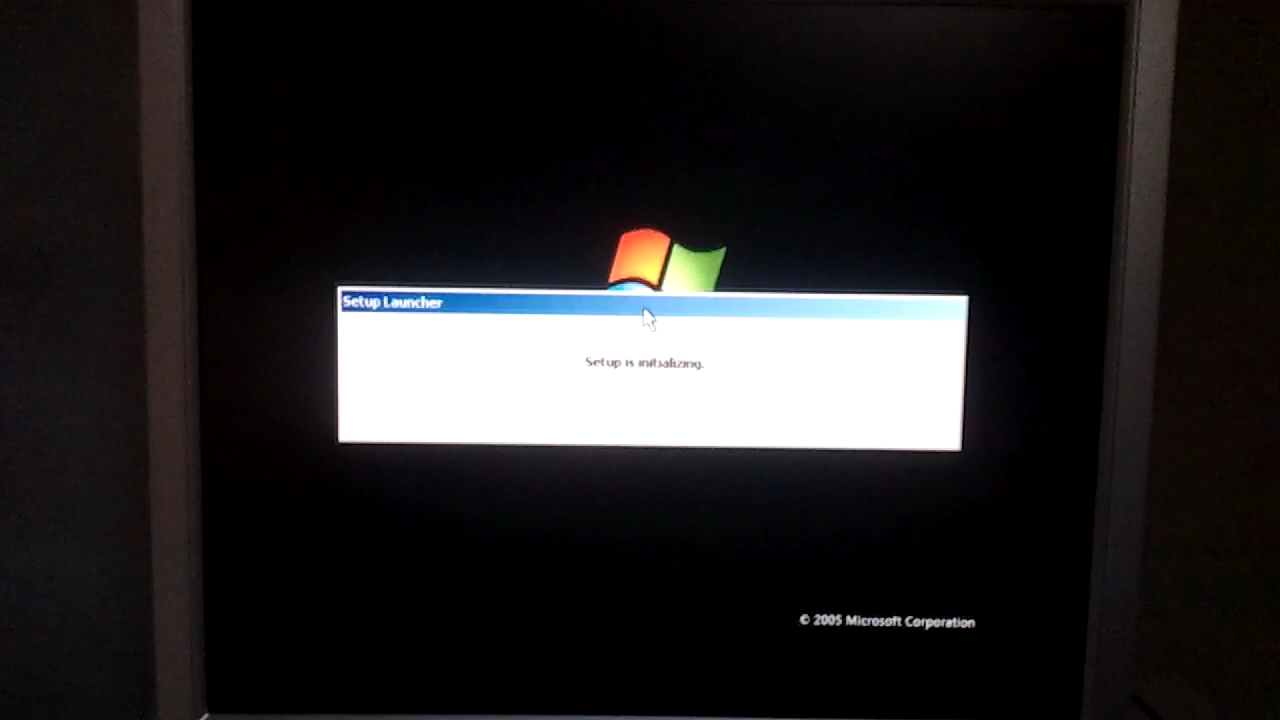 Setup Launcher
Setup is initializing.
© 2005 Microsoft Corporation